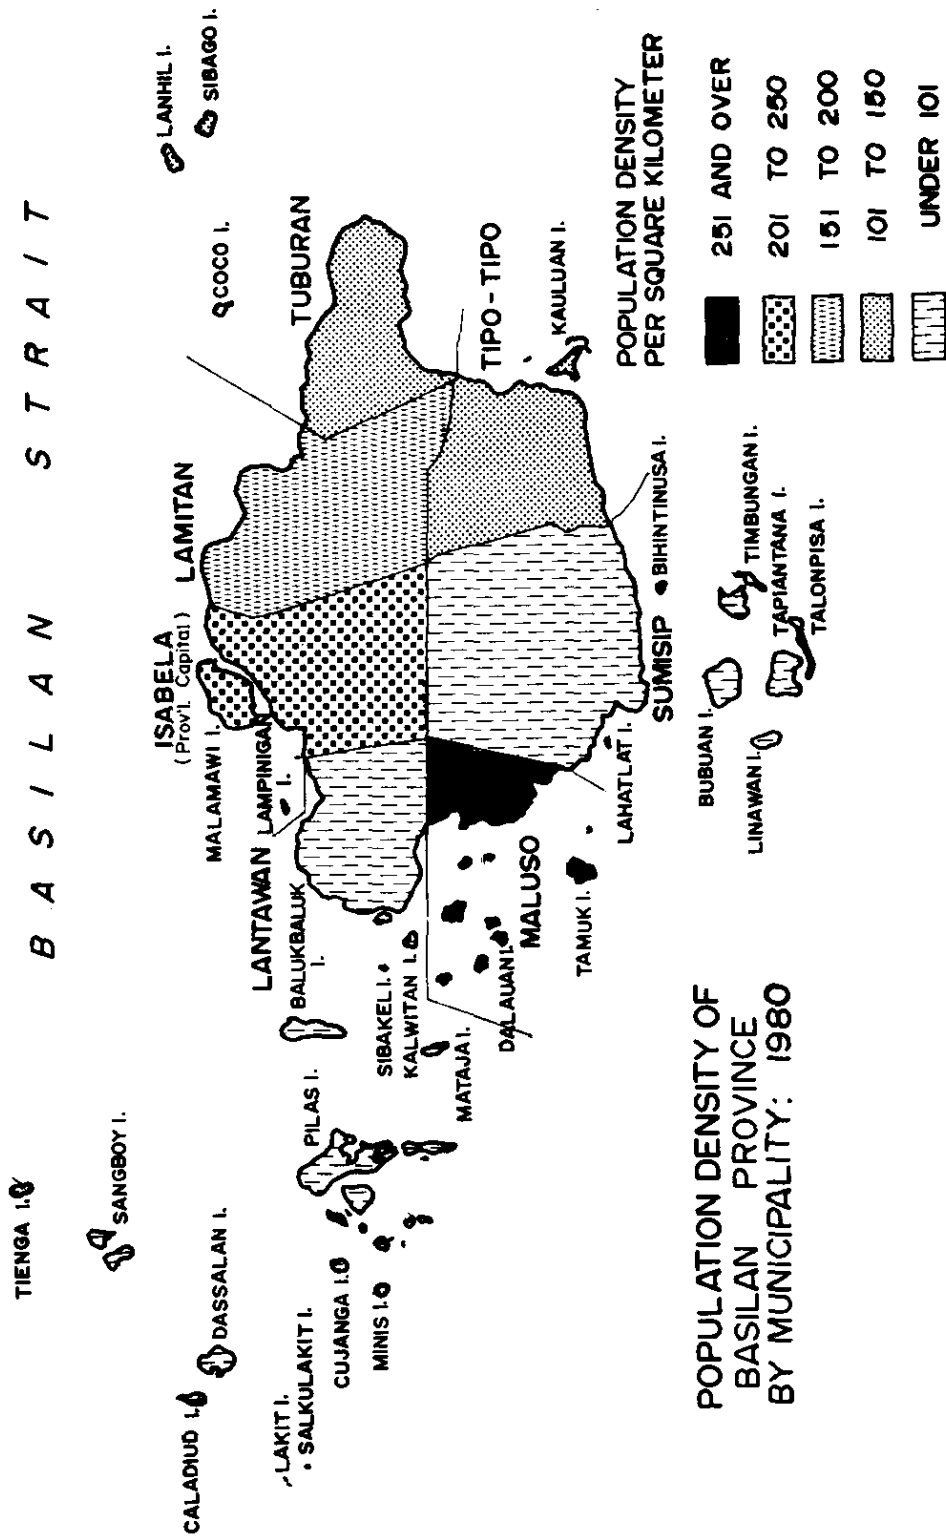 BASILAN STRAIT
TIENGA I.
SANGBOY I.
CALADIUD I.
DASSALAN I.
LAKIT I.
SALKULAKIT I.
CUJANGA I.
MINIS I.
PILAS I.
MATAJA I.
SIBAKEL I.
KALWITAN I.
BALUKBALUK
I.
LANTAWAN
MALAMAWI I.
LAMPINIGAN
I.
ISABELA
(Prov'l. Capital)
LAMITAN
TUBURAN
COCO I.
LANHIL I.
SIBAGO I.
TIPO-TIPO
KAULUAN I.
DALAUAN I.
MALUSO
TAMUK I.
LAHATLAT I.
SUMISIP
BIHINTINUSA I.
BUBUAN I.
LINAWAN I.
TIMBUNGAN I.
TAPIANTANA I.
TALONPISA I.
POPULATION DENSITY
PER SQUARE KILOMETER
251 AND OVER
201 TO 250
151 TO 200
101 TO 150
UNDER 101
POPULATION DENSITY OF
BASILAN PROVINCE
BY MUNICIPALITY: 1980